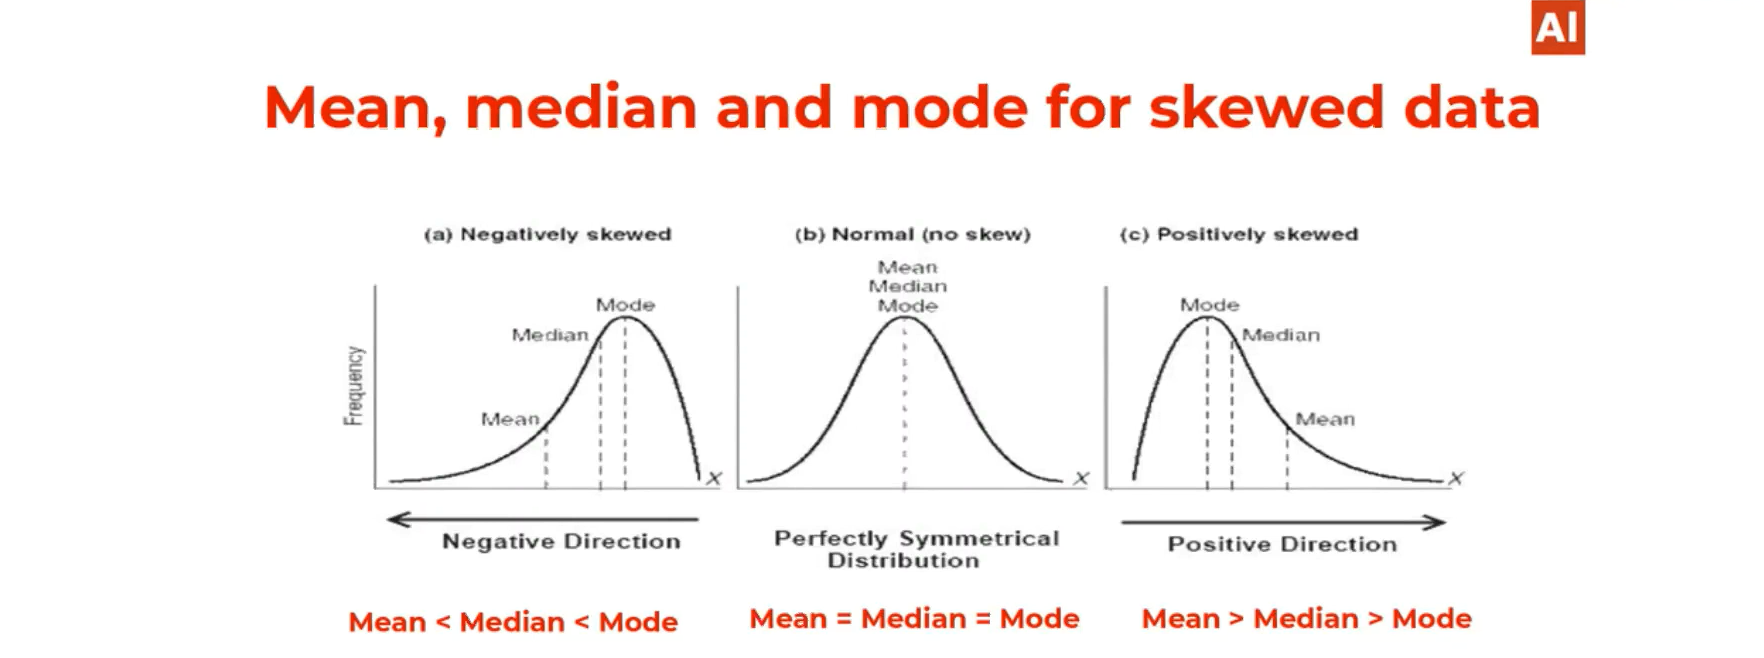 AI
Mean, median and mode for skewed data
(a) Negatively skewed
Mode
Median
Mean
Frequency
X
Negative Direction
Mean < Median < Mode
(b) Normal (no skew)
Mean
Median
Mode
X
Perfectly Symmetrical
Distribution
Mean = Median = Mode
(c) Positively skewed
Mode
Median
Mean
X
Positive Direction
Mean > Median > Mode